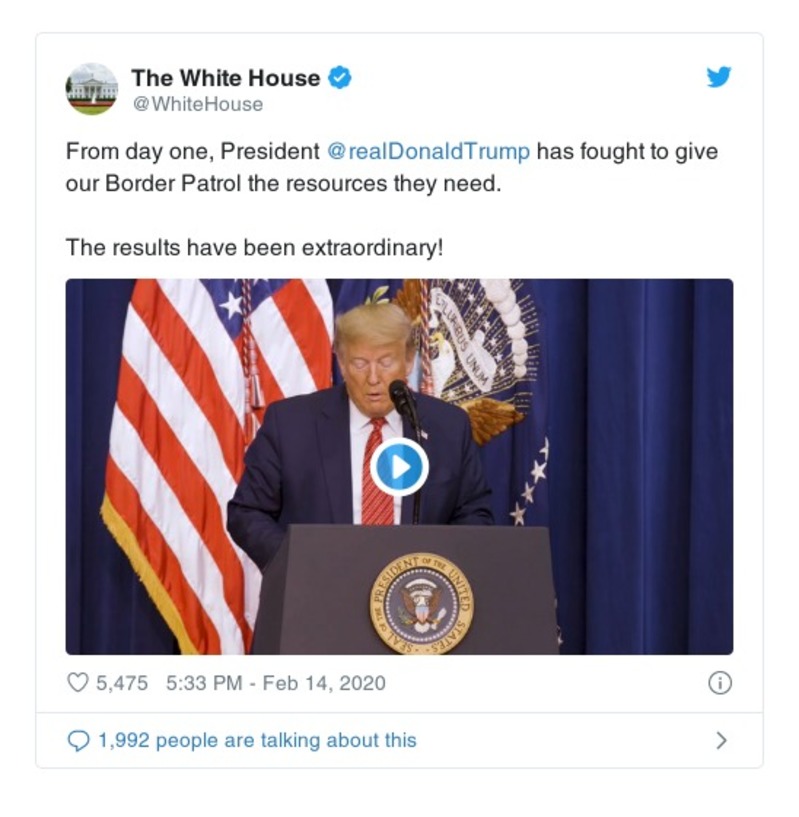 The White House
@WhiteHouse
From day one, President @realDonaldTrump has fought to give
our Border Patrol the resources they need.
The results have been extraordinary!
E PLURIBUS UNUM
SEAL OF THE PRESIDENT OF THE UNITED STATES
5,475 5:33 PM - Feb 14, 2020
1,992 people are talking about this